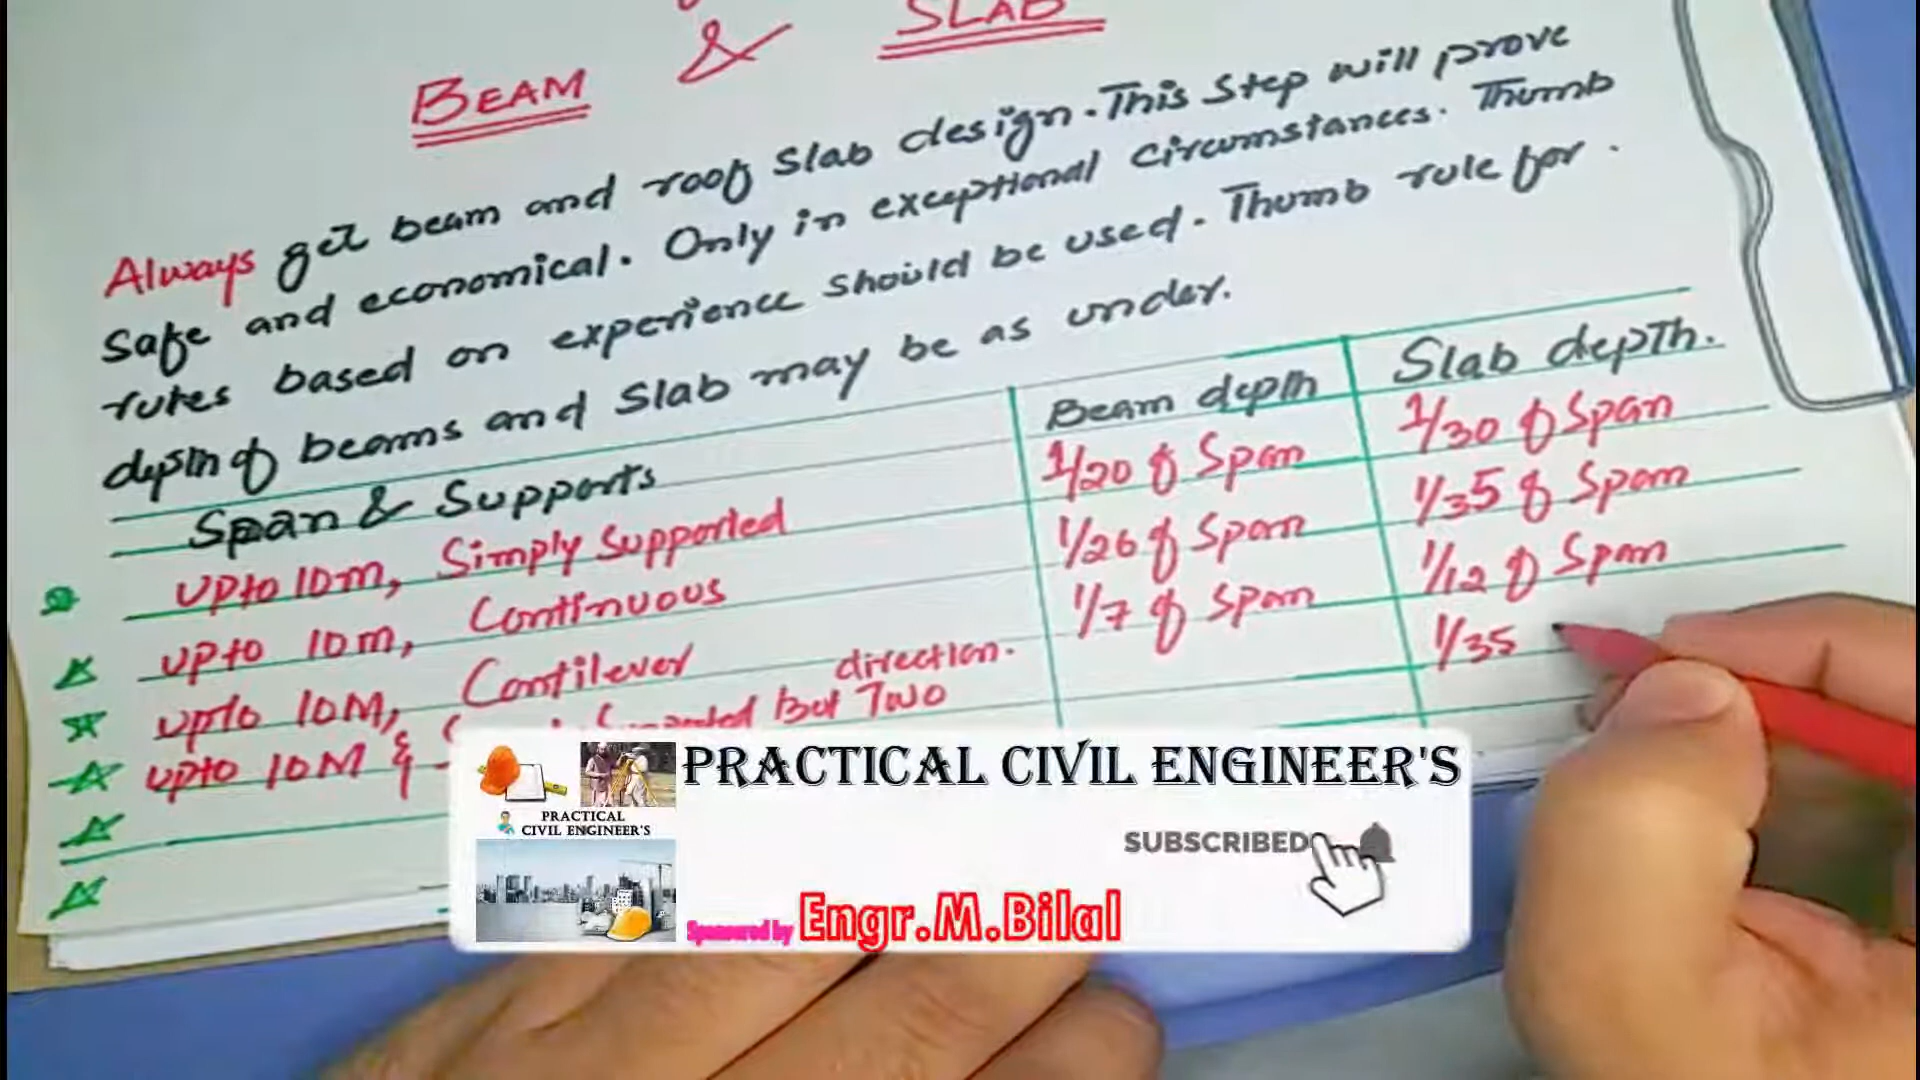 & SLAB
BEAM
Always get beam and roof Slab design. This Step will prove
Safe and economical. Only in exceptional circumstances. Thumb
rules based on experience should be used. Thumb rule for
depth of beams and Slab may be as under.
Span & Supports Beam depth Slab depth.
upto 10m, Simply Supported 1/20 of Span 1/30 of Span
upto 10m, Continuous 1/26 of Span 1/35 of Span
upto 10M, Cantilever 1/7 of Span 1/12 of Span
direction.
upto 10M & but Two 1/35
PRACTICAL CIVIL ENGINEER'S
PRACTICAL
CIVIL ENGINEER'S
SUBSCRIBED
Sponsored by Engr.M.Bilal